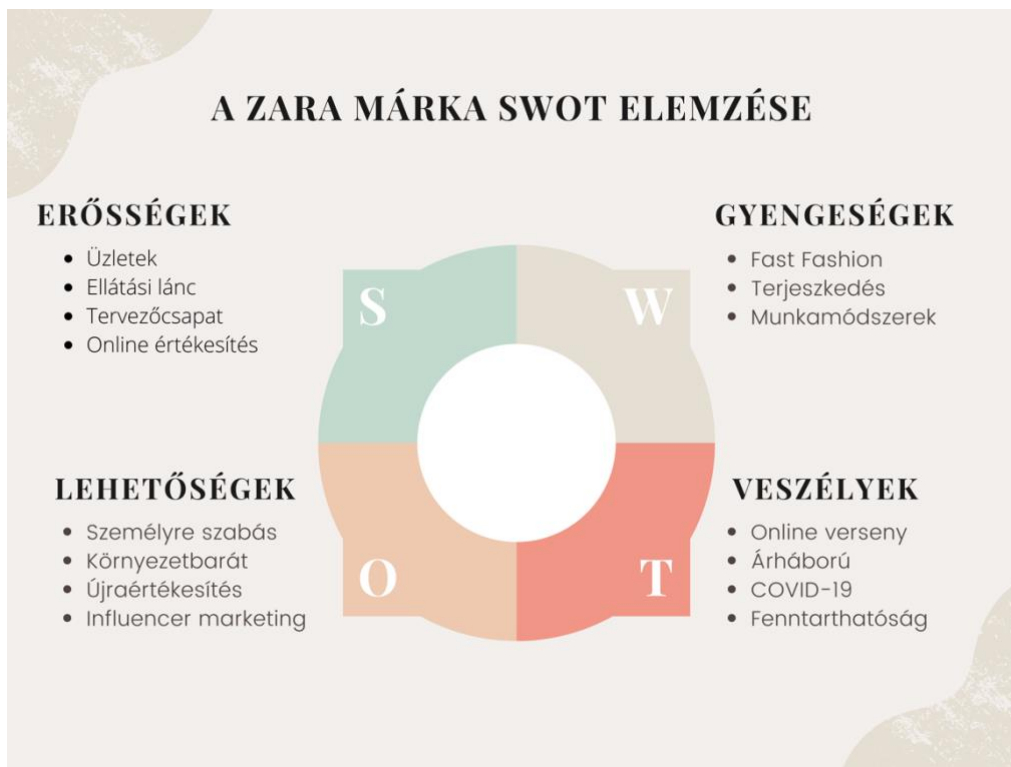 A ZARA MÁRKA SWOT ELEMZÉSE
ERŐSSÉGEK
• Üzletek
• Ellátási lánc
• Tervezőcsapat
• Online értékesítés
GYENGESÉGEK
• Fast Fashion
• Terjeszkedés
• Munkamódszerek
S
W
LEHETŐSÉGEK
• Személyre szabás
• Környezetbarát
• Újraértékesítés
• Influencer marketing
VESZÉLYEK
• Online verseny
• Árháború
• COVID-19
• Fenntarthatóság
O
T